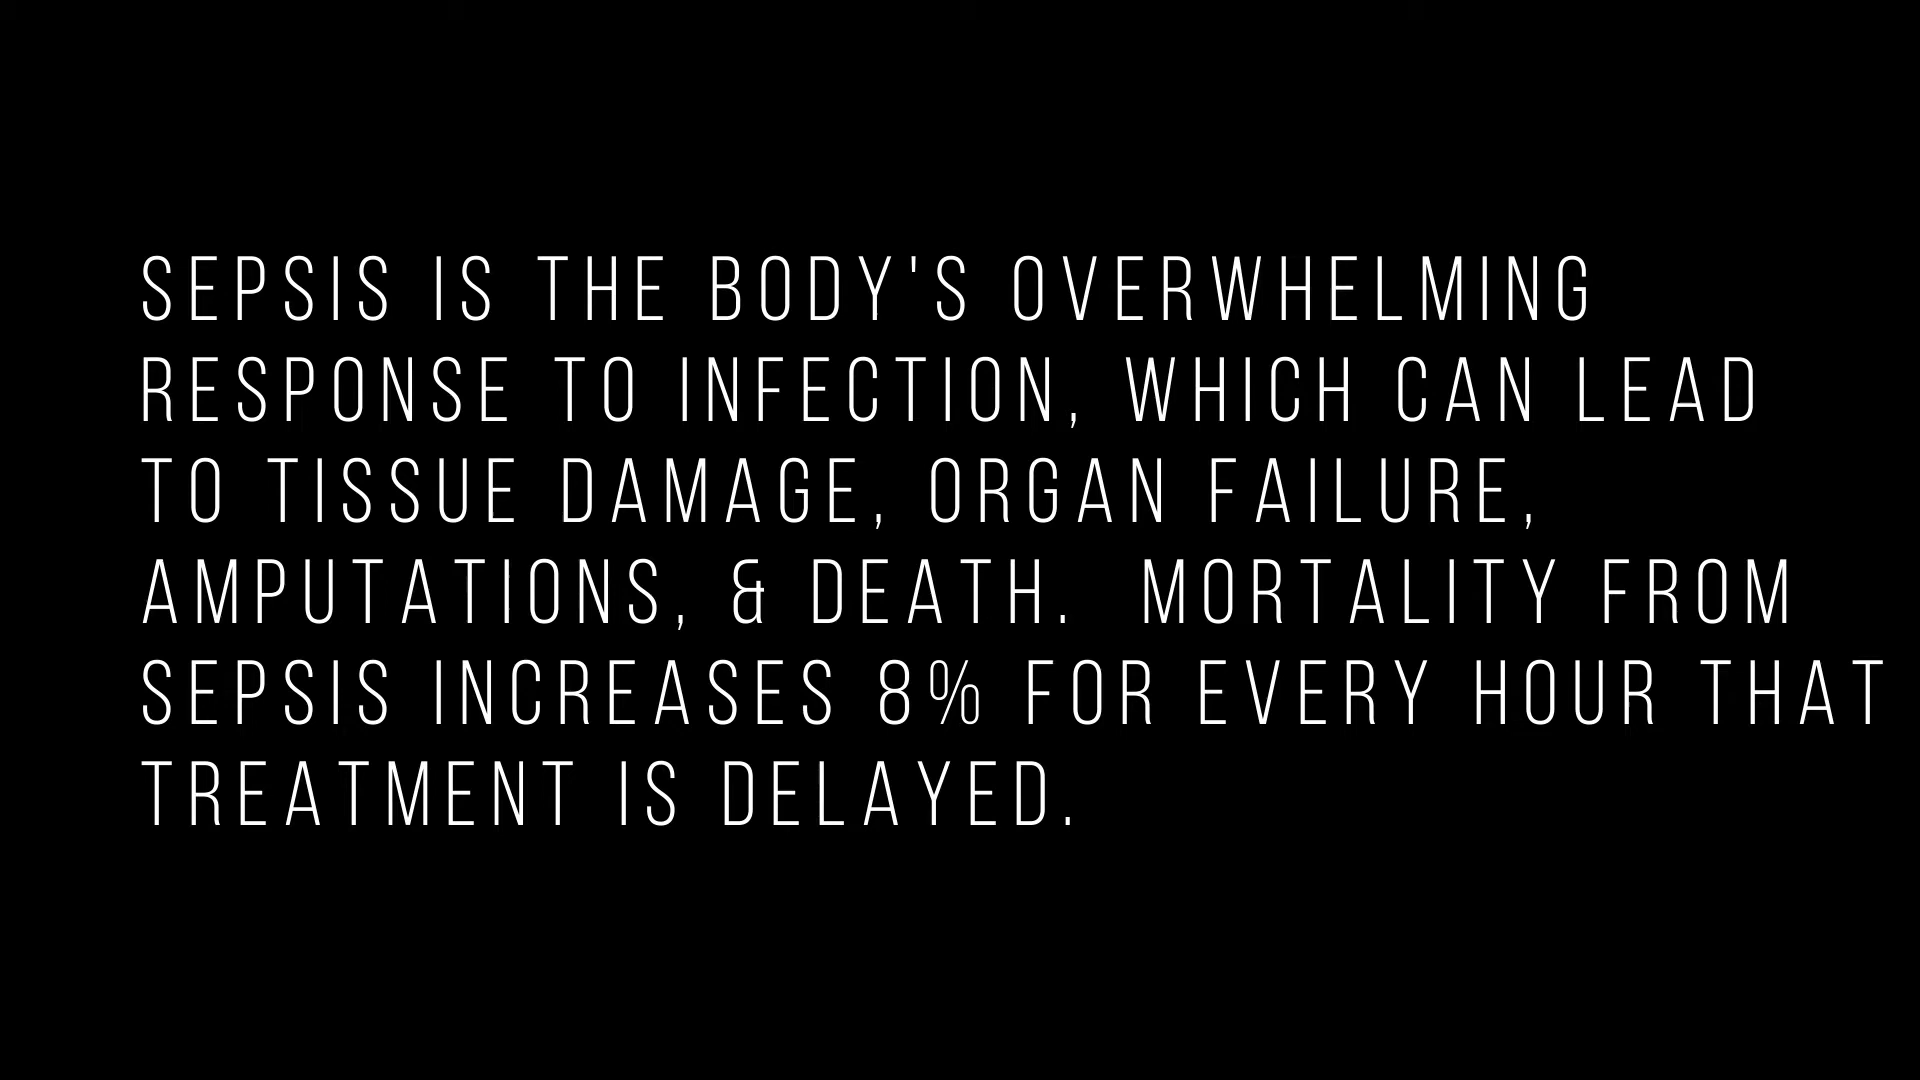 SEPSIS IS THE BODY'S OVERWHELMING
RESPONSE TO INFECTION, WHICH CAN LEAD
TO TISSUE DAMAGE, ORGAN FAILURE,
AMPUTATIONS, & DEATH.  MORTALITY FROM
SEPSIS INCREASES 8% FOR EVERY HOUR THAT
TREATMENT IS DELAYED.